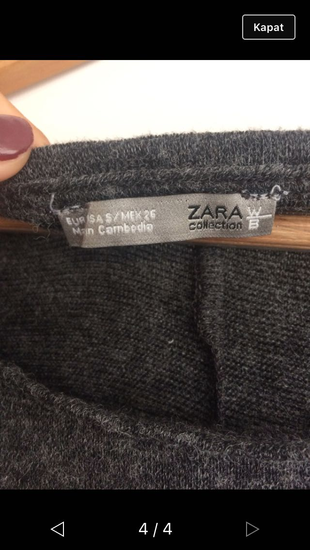 Kapat
USA S/MEX 26
ZARA W
collection B
Cambodia
4 / 4